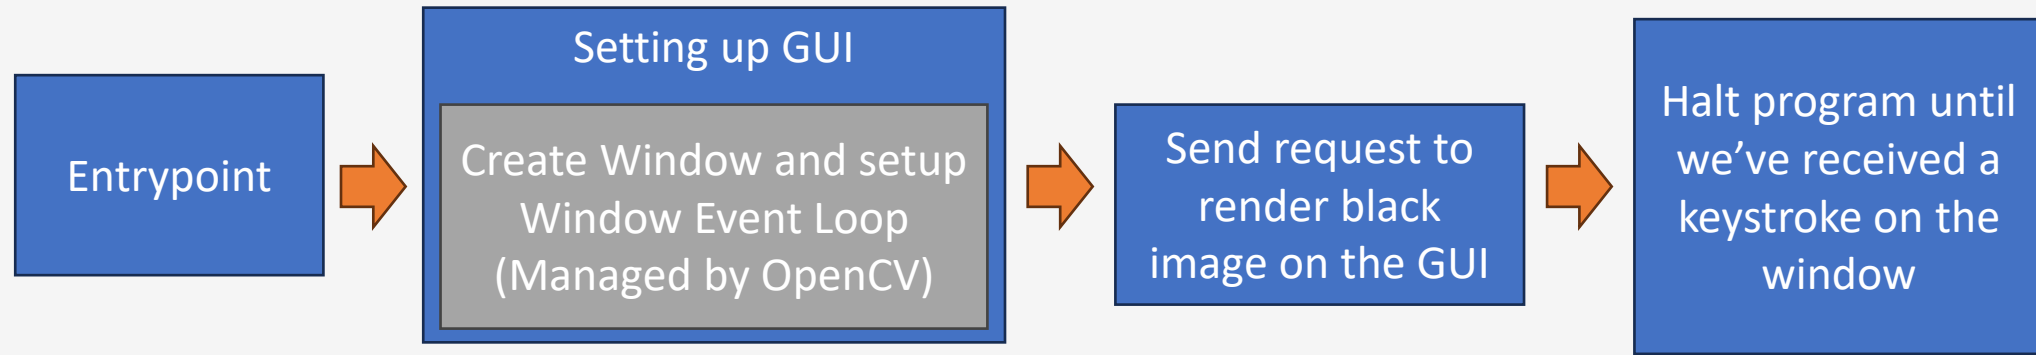 Entrypoint
Setting up GUI
Create Window and setup
Window Event Loop
(Managed by OpenCV)
Send request to
render black
image on the GUI
Halt program until
we’ve received a
keystroke on the
window